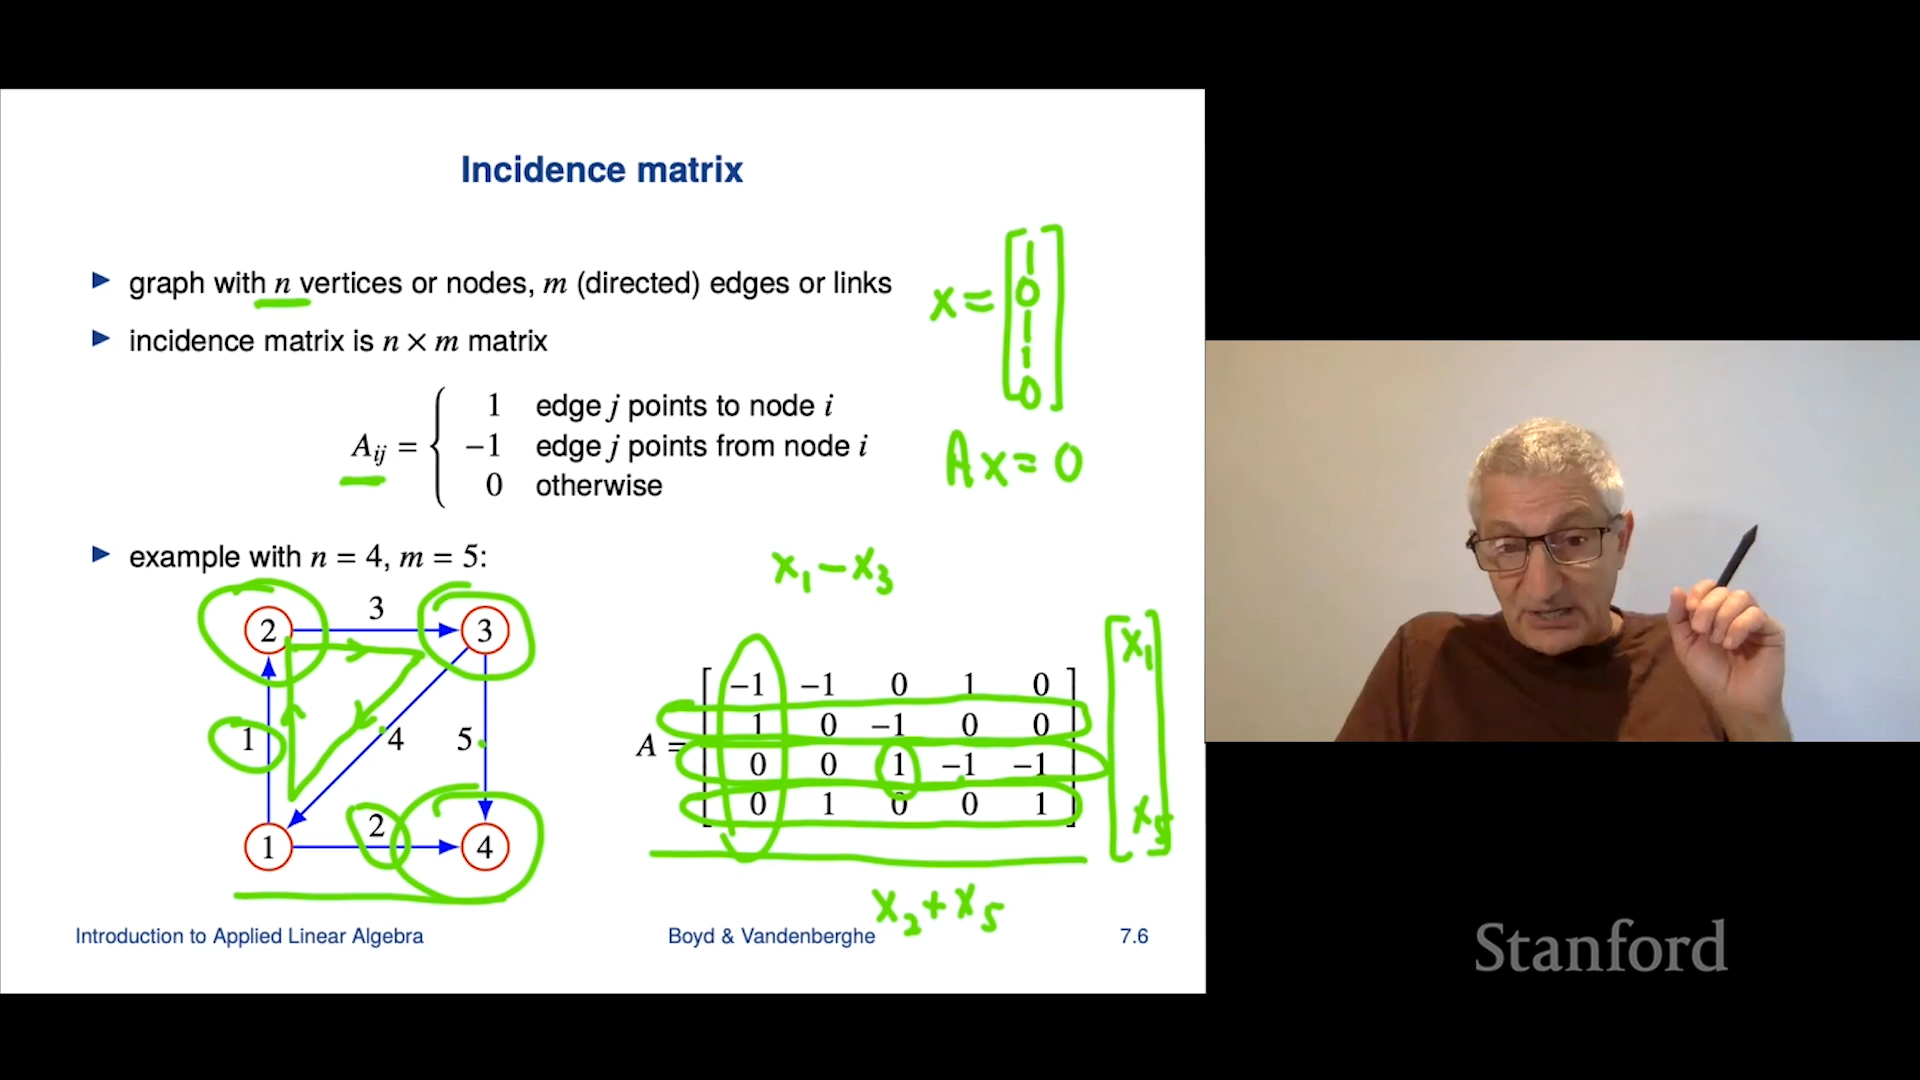 Incidence matrix
▶ graph with n vertices or nodes, m (directed) edges or links
▶ incidence matrix is n × m matrix
A_ij = { 1 edge j points to node i
−1 edge j points from node i
0 otherwise
x = [1 0 1 1 0]
Ax = 0
▶ example with n = 4, m = 5:
x₁ − x₃
2 3 3
1 4 5
1 2 4
A = [ −1 −1 0 1 0
1 0 −1 0 0
0 0 1 −1 −1
0 1 0 0 1 ]
[ x₁
x₅ ]
x₂ + x₅
Introduction to Applied Linear Algebra Boyd & Vandenberghe 7.6
Stanford